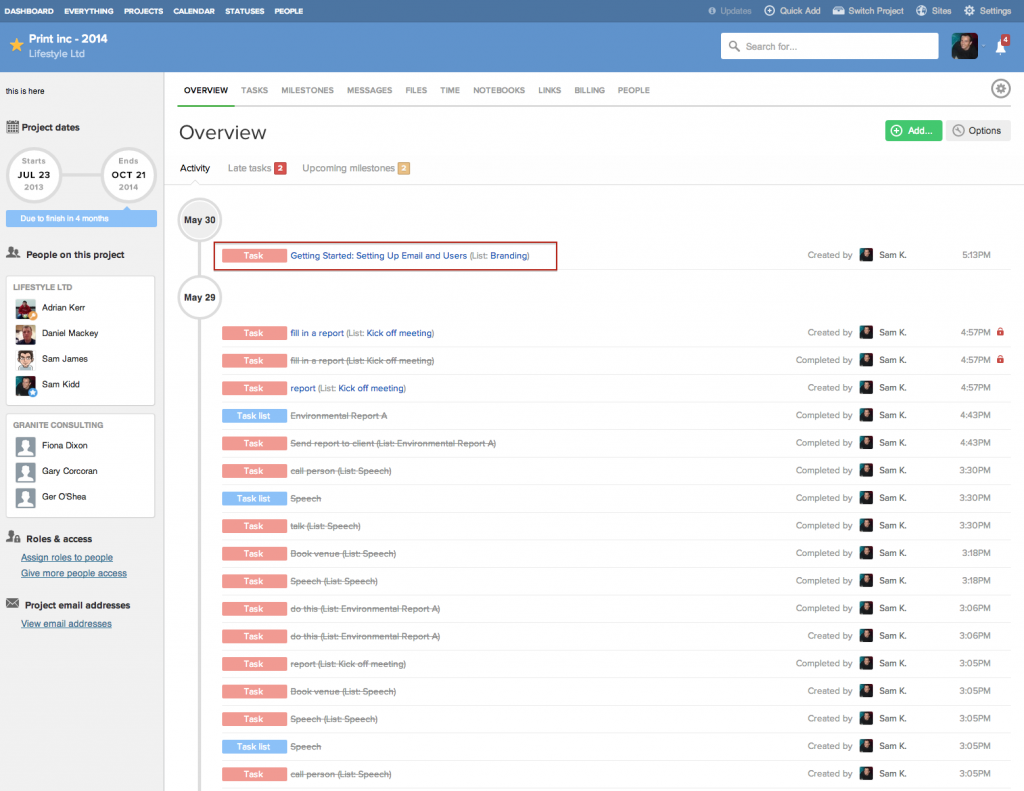 DASHBOARD EVERYTHING PROJECTS CALENDAR STATUSES PEOPLE Updates Quick Add Switch Project Sites Settings
Print inc - 2014
Lifestyle Ltd
Search for...
4
this is here
Project dates
Starts
JUL 23
2013
Ends
OCT 21
2014
Due to finish in 4 months
People on this project
LIFESTYLE LTD
Adrian Kerr
Daniel Mackey
Sam James
Sam Kidd
GRANITE CONSULTING
Fiona Dixon
Gary Corcoran
Ger O'Shea
Roles & access
Assign roles to people
Give more people access
Project email addresses
View email addresses
OVERVIEW TASKS MILESTONES MESSAGES FILES TIME NOTEBOOKS LINKS BILLING PEOPLE
Overview
Add... Options
Activity Late tasks 2 Upcoming milestones 2
May 30
Task Getting Started: Setting Up Email and Users (List: Branding) Created by Sam K. 5:13PM
May 29
Task fill in a report (List: Kick off meeting) Created by Sam K. 4:57PM
Task fill in a report (List: Kick off meeting) Completed by Sam K. 4:57PM
Task report (List: Kick off meeting) Created by Sam K. 4:57PM
Task list Environmental Report A Completed by Sam K. 4:43PM
Task Send report to client (List: Environmental Report A) Completed by Sam K. 4:43PM
Task call person (List: Speech) Completed by Sam K. 3:30PM
Task list Speech Completed by Sam K. 3:30PM
Task talk (List: Speech) Completed by Sam K. 3:30PM
Task Book venue (List: Speech) Completed by Sam K. 3:18PM
Task Speech (List: Speech) Completed by Sam K. 3:18PM
Task do this (List: Environmental Report A) Completed by Sam K. 3:06PM
Task do this (List: Environmental Report A) Created by Sam K. 3:06PM
Task report (List: Kick off meeting) Completed by Sam K. 3:05PM
Task Book venue (List: Speech) Created by Sam K. 3:05PM
Task Speech (List: Speech) Created by Sam K. 3:05PM
Task list Speech Created by Sam K. 3:05PM
Task call person (List: Speech) Created by Sam K. 3:05PM